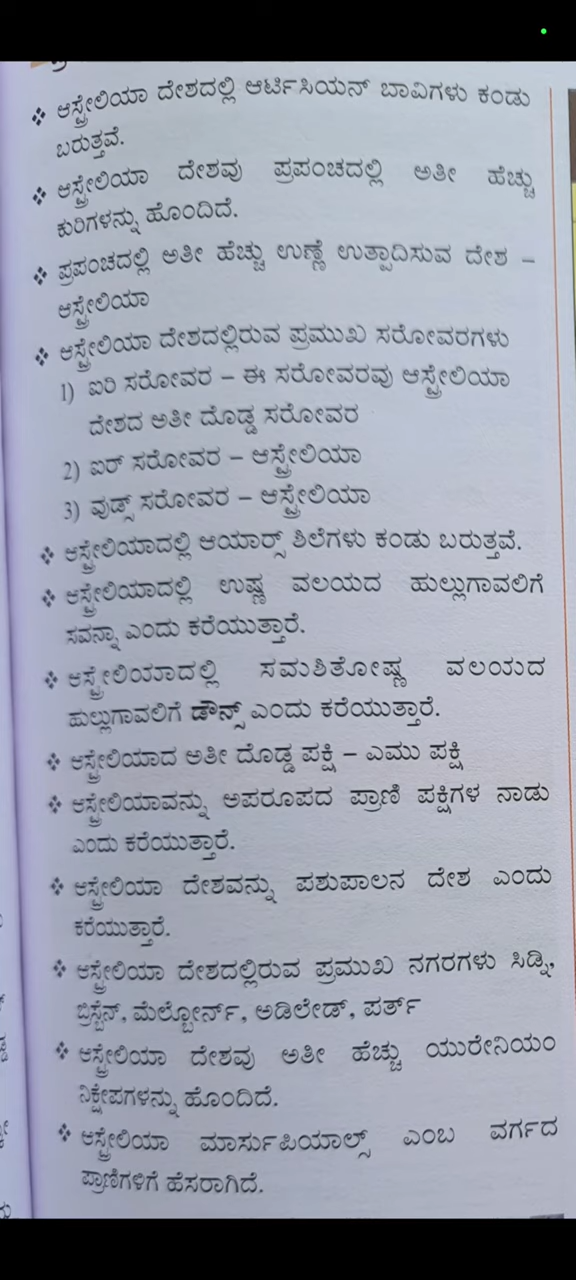 ❖ ಆಸ್ಟ್ರೇಲಿಯಾ ದೇಶದಲ್ಲಿ ಆರ್ಟಿಸಿಯನ್ ಬಾವಿಗಳು ಕಂಡು
ಬರುತ್ತವೆ.
❖ ಆಸ್ಟ್ರೇಲಿಯಾ ದೇಶವು ಪ್ರಪಂಚದಲ್ಲಿ ಅತೀ ಹೆಚ್ಚು
ಕುರಿಗಳನ್ನು ಹೊಂದಿದೆ.
❖ ಪ್ರಪಂಚದಲ್ಲಿ ಅತೀ ಹೆಚ್ಚು ಉಣ್ಣೆ ಉತ್ಪಾದಿಸುವ ದೇಶ –
ಆಸ್ಟ್ರೇಲಿಯಾ
❖ ಆಸ್ಟ್ರೇಲಿಯಾ ದೇಶದಲ್ಲಿರುವ ಪ್ರಮುಖ ಸರೋವರಗಳು
1) ಐರಿ ಸರೋವರ – ಈ ಸರೋವರವು ಆಸ್ಟ್ರೇಲಿಯಾ
ದೇಶದ ಅತೀ ದೊಡ್ಡ ಸರೋವರ
2) ಐರ್ ಸರೋವರ – ಆಸ್ಟ್ರೇಲಿಯಾ
3) ವುಡ್ಸ್ ಸರೋವರ – ಆಸ್ಟ್ರೇಲಿಯಾ
❖ ಆಸ್ಟ್ರೇಲಿಯಾದಲ್ಲಿ ಆಯಾರ್ಸ್ ಶಿಲೆಗಳು ಕಂಡು ಬರುತ್ತವೆ.
❖ ಆಸ್ಟ್ರೇಲಿಯಾದಲ್ಲಿ ಉಷ್ಣ ವಲಯದ ಹುಲ್ಲುಗಾವಲಿಗೆ
ಸವನ್ನಾ ಎಂದು ಕರೆಯುತ್ತಾರೆ.
❖ ಆಸ್ಟ್ರೇಲಿಯಾದಲ್ಲಿ ಸಮಶಿತೋಷ್ಣ ವಲಯದ
ಹುಲ್ಲುಗಾವಲಿಗೆ ಡೌನ್ಸ್ ಎಂದು ಕರೆಯುತ್ತಾರೆ.
❖ ಆಸ್ಟ್ರೇಲಿಯಾದ ಅತೀ ದೊಡ್ಡ ಪಕ್ಷಿ – ಎಮು ಪಕ್ಷಿ
❖ ಆಸ್ಟ್ರೇಲಿಯಾವನ್ನು ಅಪರೂಪದ ಪ್ರಾಣಿ ಪಕ್ಷಿಗಳ ನಾಡು
ಎಂದು ಕರೆಯುತ್ತಾರೆ.
❖ ಆಸ್ಟ್ರೇಲಿಯಾ ದೇಶವನ್ನು ಪಶುಪಾಲನ ದೇಶ ಎಂದು
ಕರೆಯುತ್ತಾರೆ.
❖ ಆಸ್ಟ್ರೇಲಿಯಾ ದೇಶದಲ್ಲಿರುವ ಪ್ರಮುಖ ನಗರಗಳು ಸಿಡ್ನಿ,
ಬ್ರಿಸ್ಬೆನ್, ಮೆಲ್ಬೋರ್ನ್, ಅಡಿಲೇಡ್, ಪರ್ತ್
❖ ಆಸ್ಟ್ರೇಲಿಯಾ ದೇಶವು ಅತೀ ಹೆಚ್ಚು ಯುರೇನಿಯಂ
ನಿಕ್ಷೇಪಗಳನ್ನು ಹೊಂದಿದೆ.
❖ ಆಸ್ಟ್ರೇಲಿಯಾ ಮಾರ್ಸುಪಿಯಾಲ್ಸ್ ಎಂಬ ವರ್ಗದ
ಪ್ರಾಣಿಗಳಿಗೆ ಹೆಸರಾಗಿದೆ.